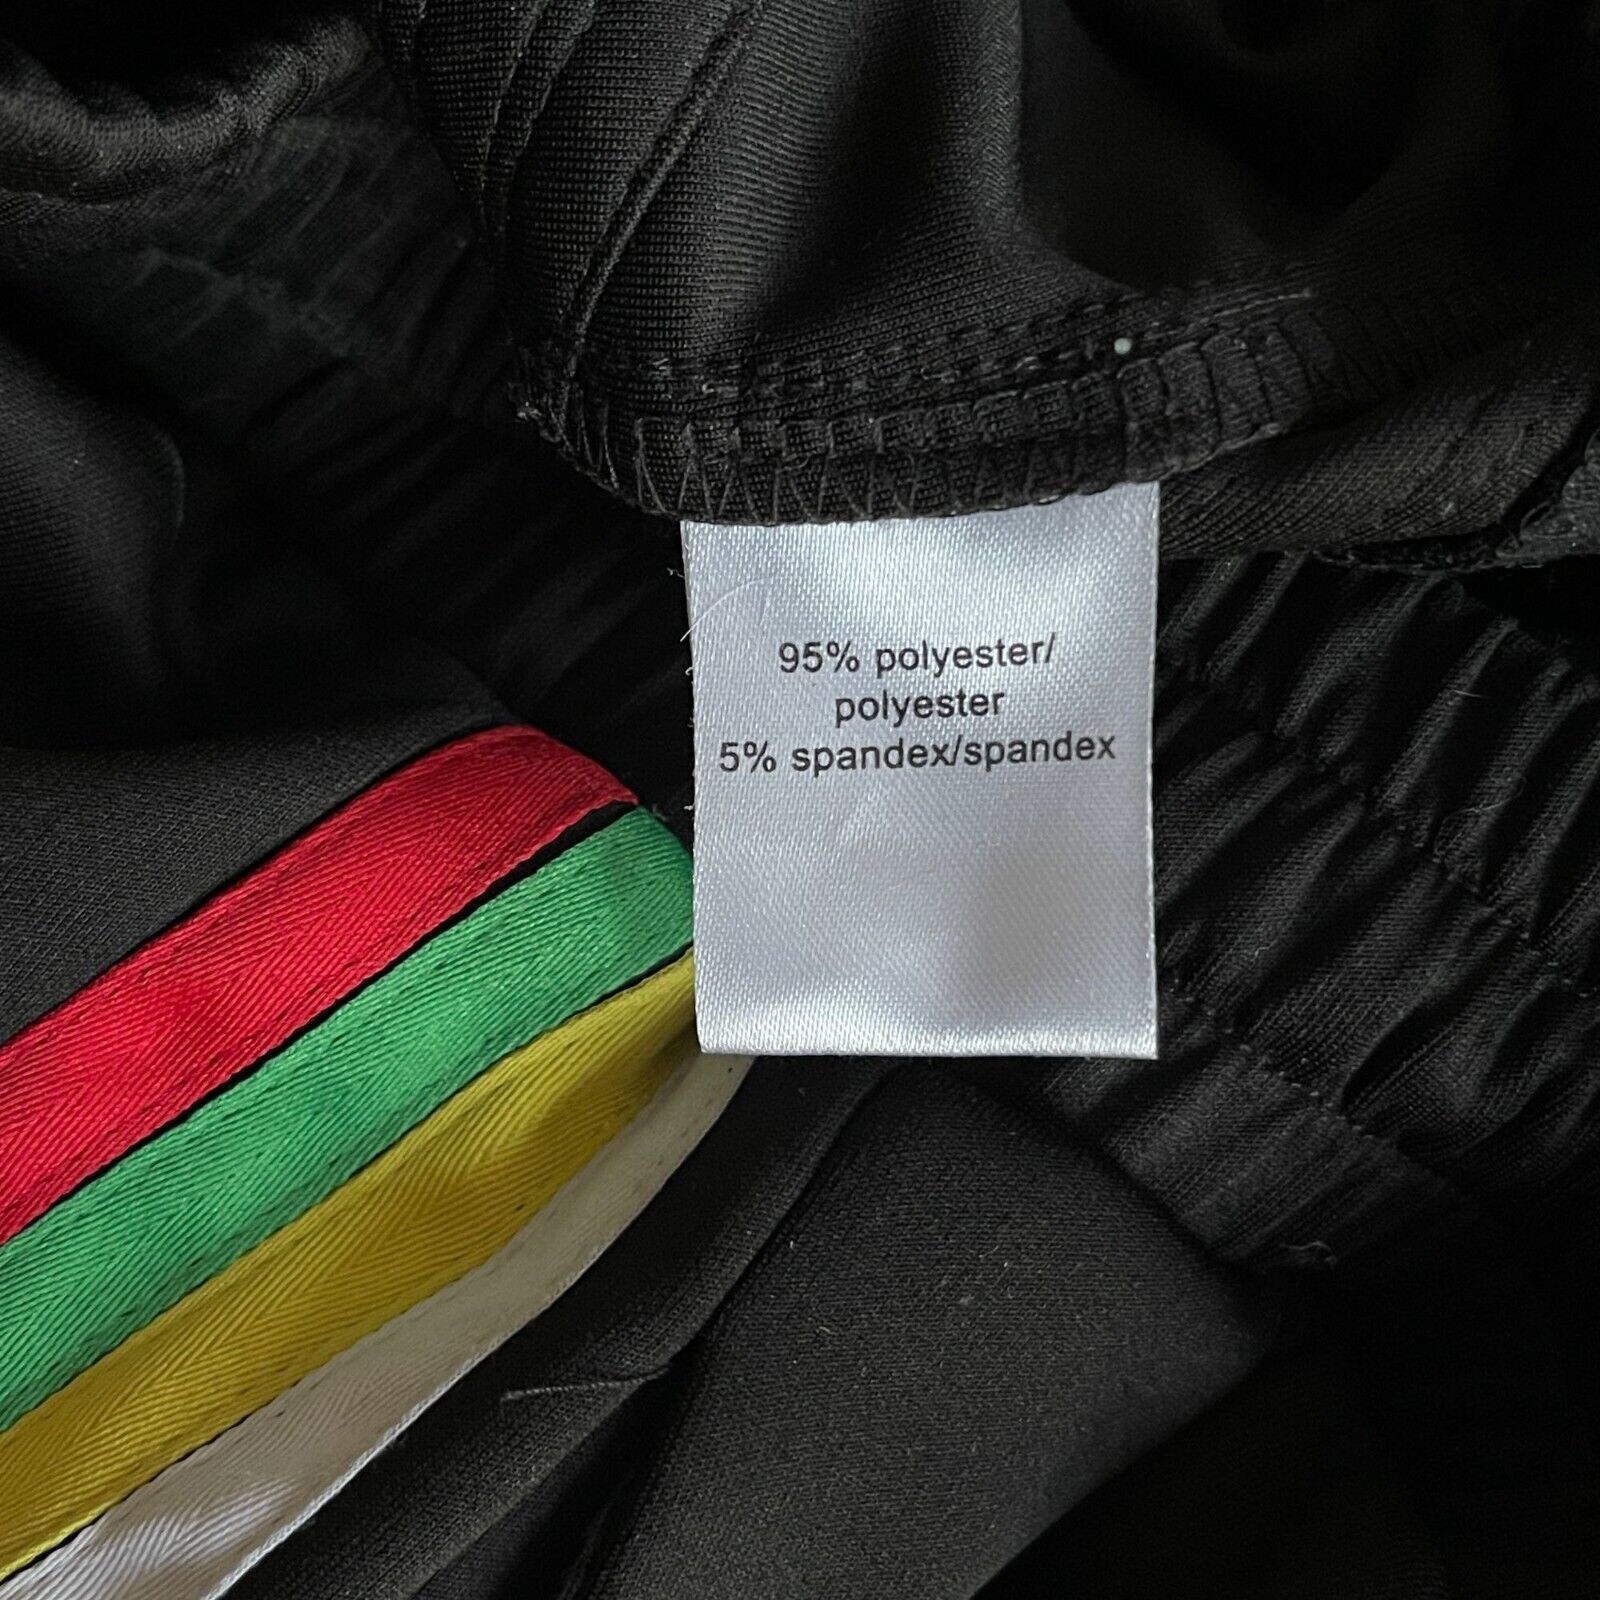 95% polyester/
polyester
5% spandex/spandex